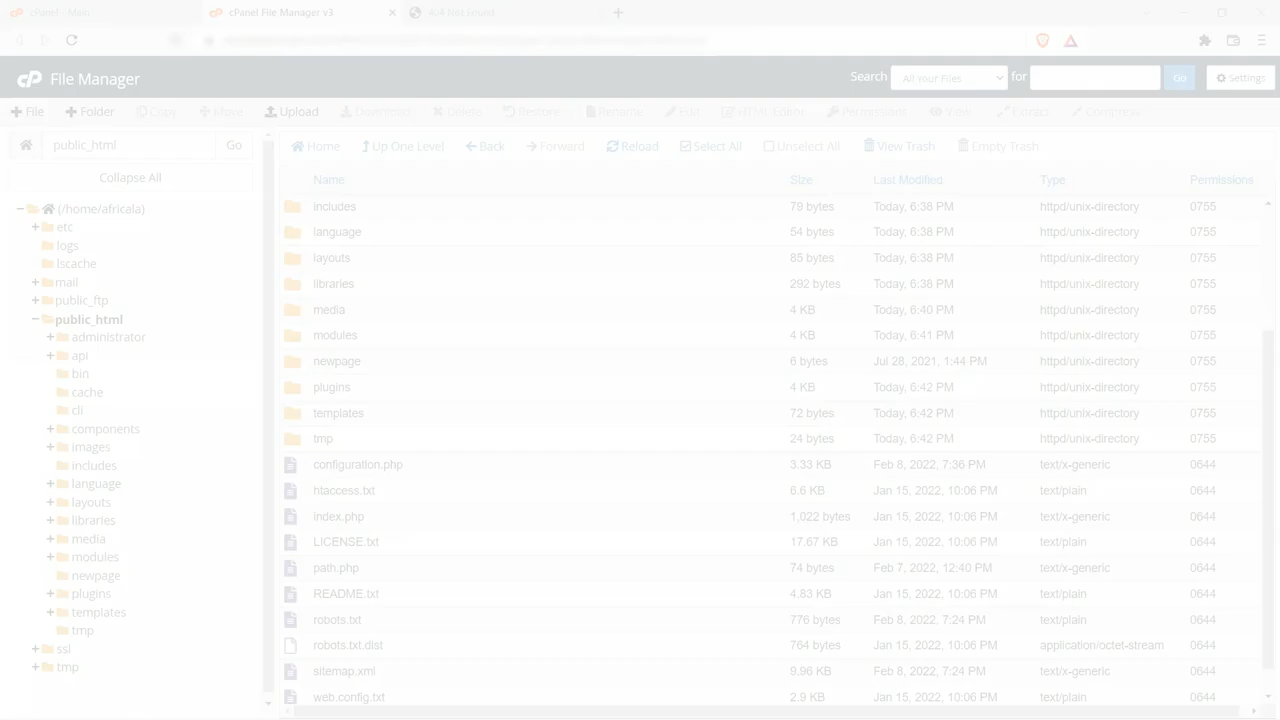 cPanel - Main
cPanel File Manager v3
404 Not Found
File Manager
Search All Your Files for Go Settings
File Folder Copy Move Upload Download Delete Restore Rename Edit HTML Editor Permissions View Extract Compress
public_html Go
Home Up One Level Back Forward Reload Select All Unselect All View Trash Empty Trash
Collapse All
Name Size Last Modified Type Permissions
(/home/africala)
etc
logs
lscache
mail
public_ftp
public_html
administrator
api
bin
cache
cli
components
images
includes
language
layouts
libraries
media
modules
newpage
plugins
templates
tmp
ssl
tmp
includes 79 bytes Today, 6:38 PM httpd/unix-directory 0755
language 54 bytes Today, 6:38 PM httpd/unix-directory 0755
layouts 85 bytes Today, 6:38 PM httpd/unix-directory 0755
libraries 292 bytes Today, 6:38 PM httpd/unix-directory 0755
media 4 KB Today, 6:40 PM httpd/unix-directory 0755
modules 4 KB Today, 6:41 PM httpd/unix-directory 0755
newpage 6 bytes Jul 28, 2021, 1:44 PM httpd/unix-directory 0755
plugins 4 KB Today, 6:42 PM httpd/unix-directory 0755
templates 72 bytes Today, 6:42 PM httpd/unix-directory 0755
tmp 24 bytes Today, 6:42 PM httpd/unix-directory 0755
configuration.php 3.33 KB Feb 8, 2022, 7:36 PM text/x-generic 0644
htaccess.txt 6.6 KB Jan 15, 2022, 10:06 PM text/plain 0644
index.php 1,022 bytes Jan 15, 2022, 10:06 PM text/x-generic 0644
LICENSE.txt 17.67 KB Jan 15, 2022, 10:06 PM text/plain 0644
path.php 74 bytes Feb 7, 2022, 12:40 PM text/x-generic 0644
README.txt 4.83 KB Jan 15, 2022, 10:06 PM text/plain 0644
robots.txt 776 bytes Feb 8, 2022, 7:24 PM text/plain 0644
robots.txt.dist 764 bytes Jan 15, 2022, 10:06 PM application/octet-stream 0644
sitemap.xml 9.96 KB Feb 8, 2022, 7:24 PM text/x-generic 0644
web.config.txt 2.9 KB Jan 15, 2022, 10:06 PM text/plain 0644